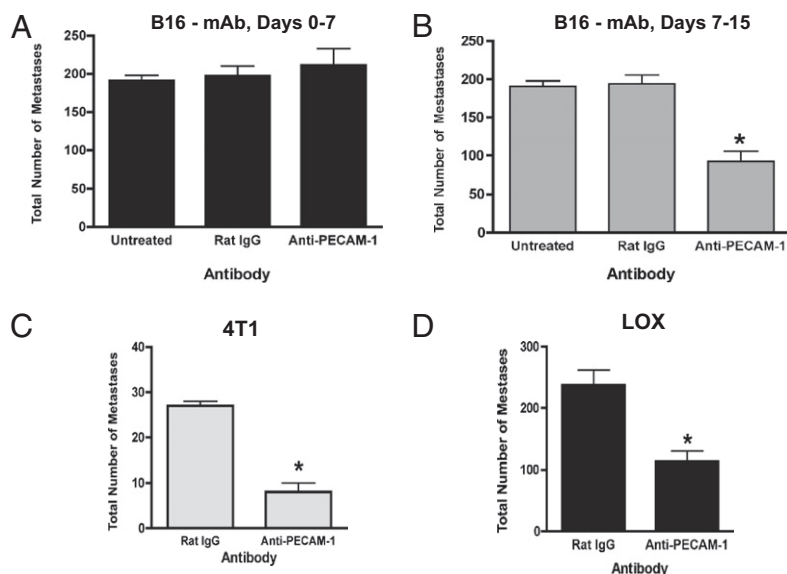 A
B16 - mAb, Days 0-7
Total Number of Metastases
250
200
150
100
50
0
Untreated Rat IgG Anti-PECAM-1
Antibody
B
B16 - mAb, Days 7-15
Total Number of Mestastases
250
200
150
100
50
0
*
Untreated Rat IgG Anti-PECAM-1
Antibody
C
4T1
Total Number of Metastases
40
30
20
10
0
*
Rat IgG Anti-PECAM-1
Antibody
D
LOX
Total Number of Mestastases
300
200
100
0
*
Rat IgG Anti-PECAM-1
Antibody